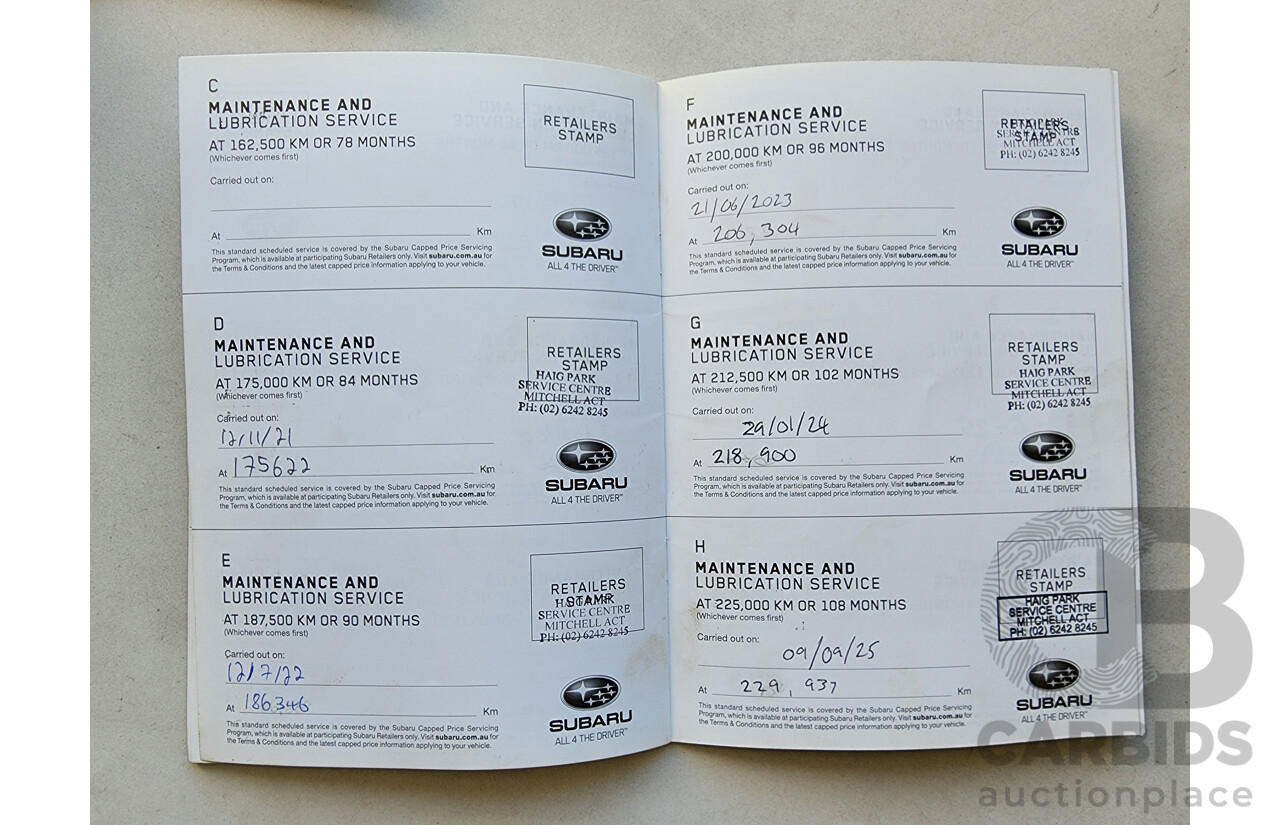 C
MAINTENANCE AND
LUBRICATION SERVICE
AT 162,500 KM OR 78 MONTHS
(Whichever comes first)
Carried out on:
At Km
This standard scheduled service is covered by the Subaru Capped Price Servicing
Program, which is available at participating Subaru Retailers only. Visit subaru.com.au for
the Terms & Conditions and the latest capped price information applying to your vehicle.
RETAILERS
STAMP
SUBARU
ALL 4 THE DRIVER™
D
MAINTENANCE AND
LUBRICATION SERVICE
AT 175,000 KM OR 84 MONTHS
(Whichever comes first)
Carried out on:
12/11/21
At 175622 Km
This standard scheduled service is covered by the Subaru Capped Price Servicing
Program, which is available at participating Subaru Retailers only. Visit subaru.com.au for
the Terms & Conditions and the latest capped price information applying to your vehicle.
RETAILERS
STAMP
HAIG PARK
SERVICE CENTRE
MITCHELL ACT
PH: (02) 6242 8245
SUBARU
ALL 4 THE DRIVER™
E
MAINTENANCE AND
LUBRICATION SERVICE
AT 187,500 KM OR 90 MONTHS
(Whichever comes first)
Carried out on:
12/7/22
At 186346 Km
This standard scheduled service is covered by the Subaru Capped Price Servicing
Program, which is available at participating Subaru Retailers only. Visit subaru.com.au for
the Terms & Conditions and the latest capped price information applying to your vehicle.
RETAILERS
STAMP
HAIG PARK
SERVICE CENTRE
MITCHELL ACT
PH: (02) 6242 8245
SUBARU
ALL 4 THE DRIVER™
F
MAINTENANCE AND
LUBRICATION SERVICE
AT 200,000 KM OR 96 MONTHS
(Whichever comes first)
Carried out on:
21/06/2023
At 206,304 Km
This standard scheduled service is covered by the Subaru Capped Price Servicing
Program, which is available at participating Subaru Retailers only. Visit subaru.com.au for
the Terms & Conditions and the latest capped price information applying to your vehicle.
RETAILERS
STAMP
SERVICE CENTRE
MITCHELL ACT
PH: (02) 6242 8245
SUBARU
ALL 4 THE DRIVER™
G
MAINTENANCE AND
LUBRICATION SERVICE
AT 212,500 KM OR 102 MONTHS
(Whichever comes first)
Carried out on:
29/01/24
At 218,900 Km
This standard scheduled service is covered by the Subaru Capped Price Servicing
Program, which is available at participating Subaru Retailers only. Visit subaru.com.au for
the Terms & Conditions and the latest capped price information applying to your vehicle.
RETAILERS
STAMP
HAIG PARK
SERVICE CENTRE
MITCHELL ACT
PH: (02) 6242 8245
SUBARU
ALL 4 THE DRIVER™
H
MAINTENANCE AND
LUBRICATION SERVICE
AT 225,000 KM OR 108 MONTHS
(Whichever comes first)
Carried out on:
09/09/25
At 229,937 Km
This standard scheduled service is covered by the Subaru Capped Price Servicing
Program, which is available at participating Subaru Retailers only. Visit subaru.com.au for
the Terms & Conditions and the latest capped price information applying to your vehicle.
RETAILERS
STAMP
HAIG PARK
SERVICE CENTRE
MITCHELL ACT
PH: (02) 6242 8245
SUBARU
ALL 4 THE DRIVER™
CB
CARBIDS
auctionplace